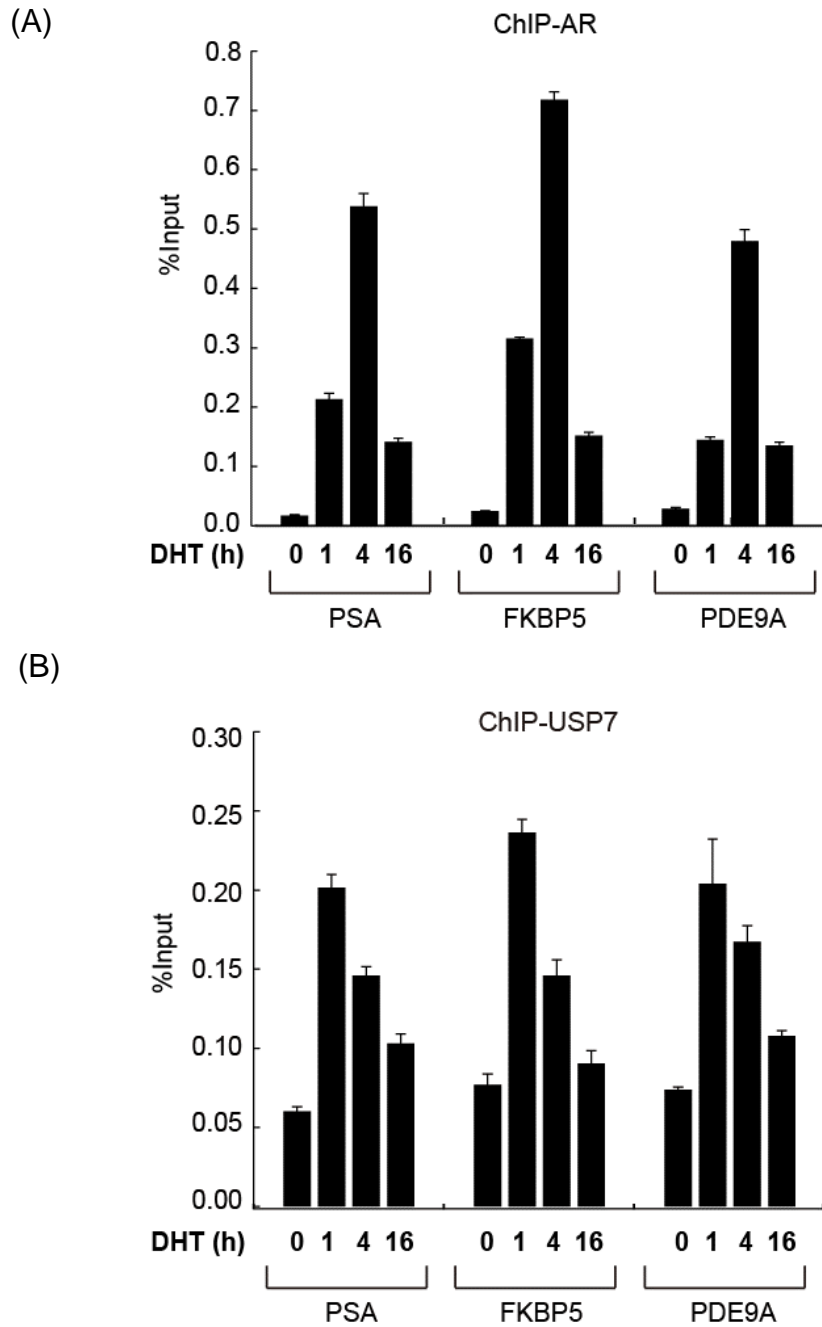 (A)
ChIP-AR
0.8
0.7
0.6
0.5
0.4
0.3
0.2
0.1
0.0
%Input
DHT (h) 0 1 4 16 0 1 4 16 0 1 4 16
PSA FKBP5 PDE9A
(B)
ChIP-USP7
0.30
0.25
0.20
0.15
0.10
0.05
0.00
%Input
DHT (h) 0 1 4 16 0 1 4 16 0 1 4 16
PSA FKBP5 PDE9A